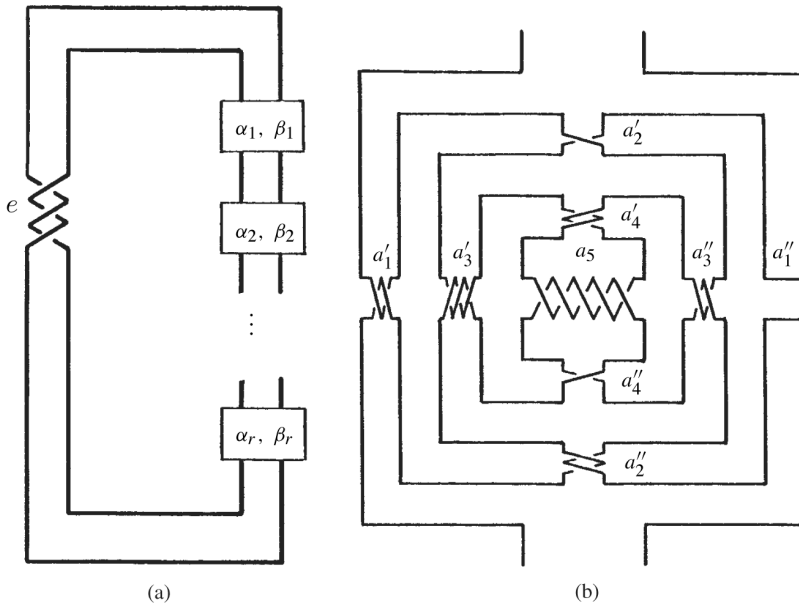 α₁, β₁
e
α₂, β₂
⋮
αᵣ, βᵣ
(a)
a′₂
a′₄
a′₁ a′₃ a₅ a″₃ a″₁
a″₄
a″₂
(b)